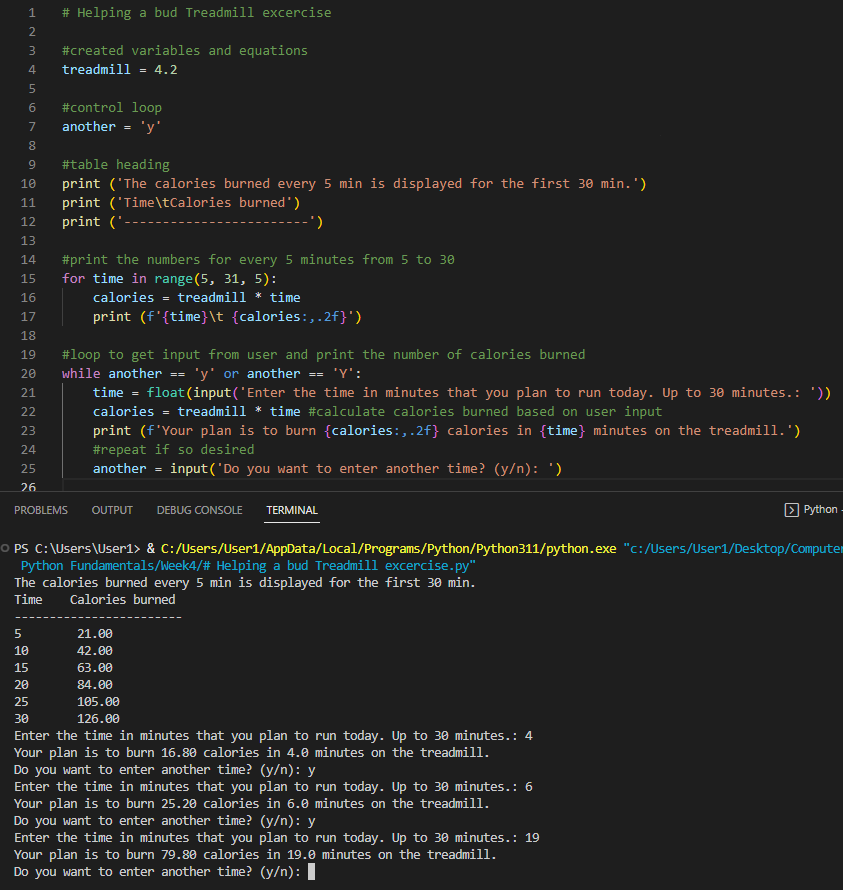 1 # Helping a bud Treadmill excercise
2
3 #created variables and equations
4 treadmill = 4.2
5
6 #control loop
7 another = 'y'
8
9 #table heading
10 print ('The calories burned every 5 min is displayed for the first 30 min.')
11 print ('Time\tCalories burned')
12 print ('------------------------')
13
14 #print the numbers for every 5 minutes from 5 to 30
15 for time in range(5, 31, 5):
16     calories = treadmill * time
17     print (f'{time}\t {calories:,.2f}')
18
19 #loop to get input from user and print the number of calories burned
20 while another == 'y' or another == 'Y':
21     time = float(input('Enter the time in minutes that you plan to run today. Up to 30 minutes.: '))
22     calories = treadmill * time #calculate calories burned based on user input
23     print (f'Your plan is to burn {calories:,.2f} calories in {time} minutes on the treadmill.')
24     #repeat if so desired
25     another = input('Do you want to enter another time? (y/n): ')
26
PROBLEMS OUTPUT DEBUG CONSOLE TERMINAL Python
PS C:\Users\User1> & C:/Users/User1/AppData/Local/Programs/Python/Python311/python.exe "c:/Users/User1/Desktop/Computer
Python Fundamentals/Week4/# Helping a bud Treadmill excercise.py"
The calories burned every 5 min is displayed for the first 30 min.
Time    Calories burned
------------------------
5        21.00
10       42.00
15       63.00
20       84.00
25       105.00
30       126.00
Enter the time in minutes that you plan to run today. Up to 30 minutes.: 4
Your plan is to burn 16.80 calories in 4.0 minutes on the treadmill.
Do you want to enter another time? (y/n): y
Enter the time in minutes that you plan to run today. Up to 30 minutes.: 6
Your plan is to burn 25.20 calories in 6.0 minutes on the treadmill.
Do you want to enter another time? (y/n): y
Enter the time in minutes that you plan to run today. Up to 30 minutes.: 19
Your plan is to burn 79.80 calories in 19.0 minutes on the treadmill.
Do you want to enter another time? (y/n):